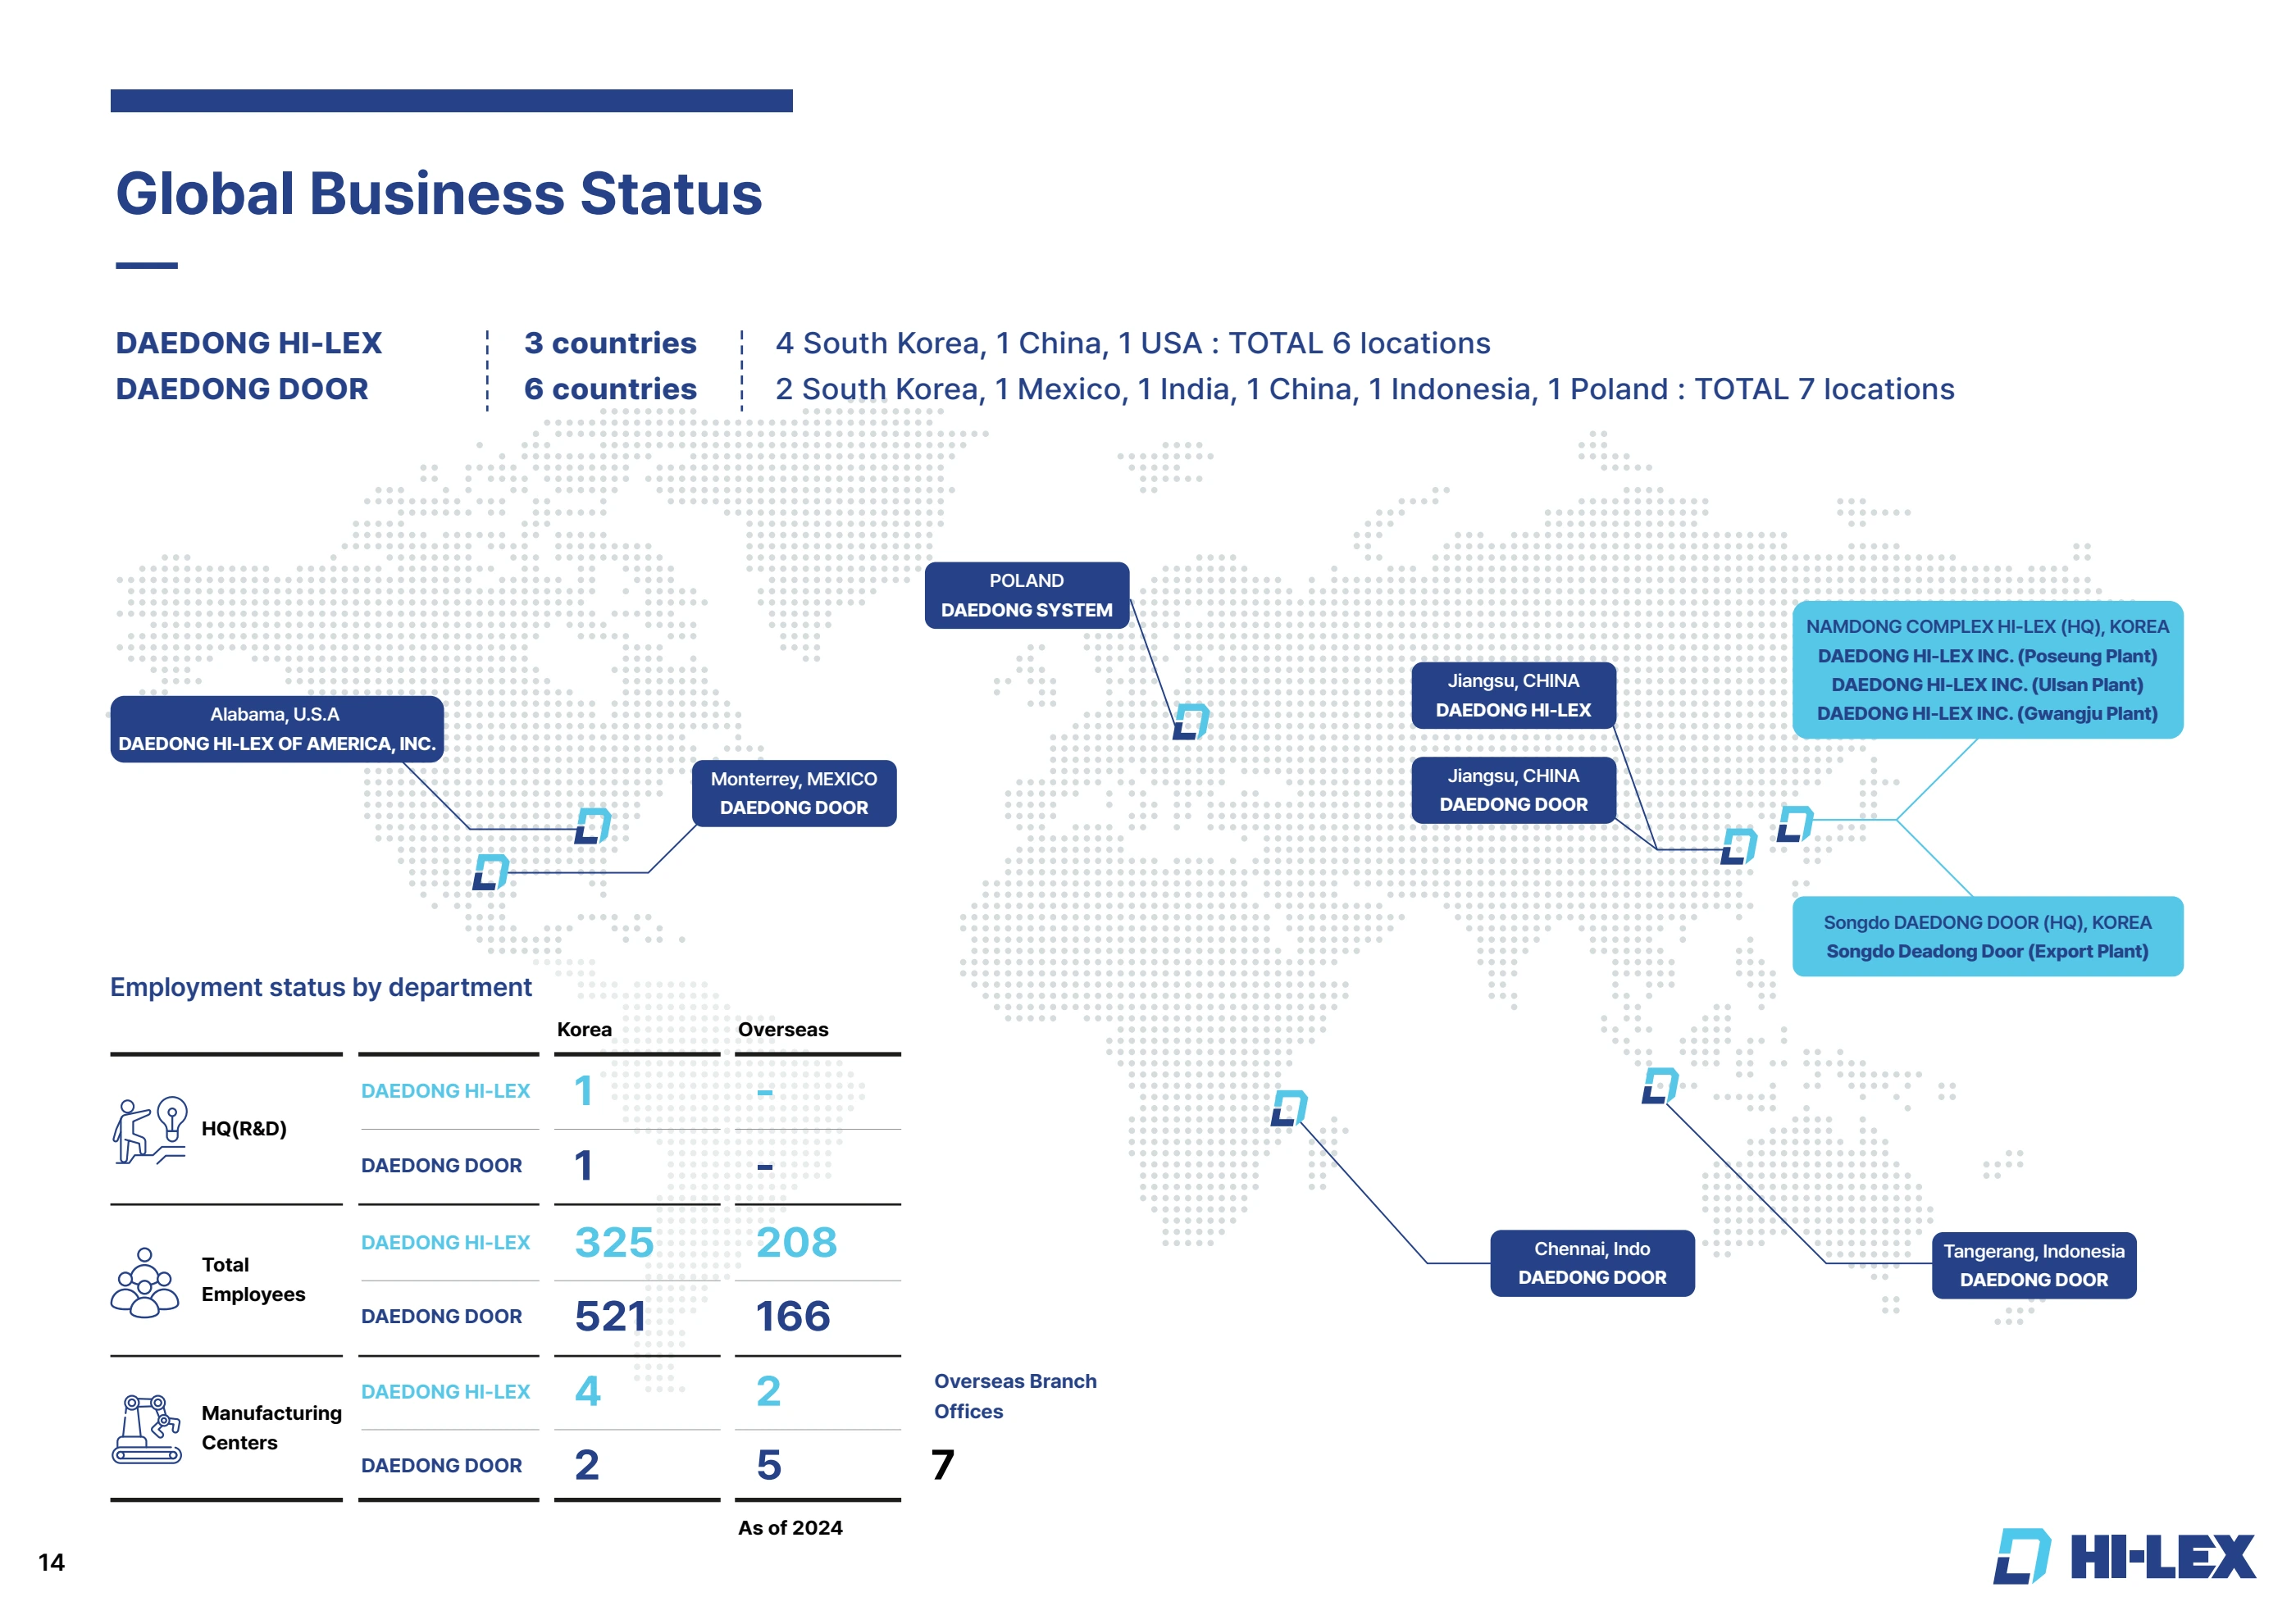 Global Business Status
DAEDONG HI-LEX 3 countries 4 South Korea, 1 China, 1 USA : TOTAL 6 locations
DAEDONG DOOR 6 countries 2 South Korea, 1 Mexico, 1 India, 1 China, 1 Indonesia, 1 Poland : TOTAL 7 locations
POLAND
DAEDONG SYSTEM
NAMDONG COMPLEX HI-LEX (HQ), KOREA
DAEDONG HI-LEX INC. (Poseung Plant)
DAEDONG HI-LEX INC. (Ulsan Plant)
DAEDONG HI-LEX INC. (Gwangju Plant)
Jiangsu, CHINA
DAEDONG HI-LEX
Alabama, U.S.A
DAEDONG HI-LEX OF AMERICA, INC.
Monterrey, MEXICO
DAEDONG DOOR
Jiangsu, CHINA
DAEDONG DOOR
Songdo DAEDONG DOOR (HQ), KOREA
Songdo Deadong Door (Export Plant)
Chennai, Indo
DAEDONG DOOR
Tangerang, Indonesia
DAEDONG DOOR
Employment status by department
Korea Overseas
HQ(R&D)
DAEDONG HI-LEX 1 -
DAEDONG DOOR 1 -
Total
Employees
DAEDONG HI-LEX 325 208
DAEDONG DOOR 521 166
Manufacturing
Centers
DAEDONG HI-LEX 4 2
DAEDONG DOOR 2 5
Overseas Branch
Offices
7
As of 2024
14
HI-LEX